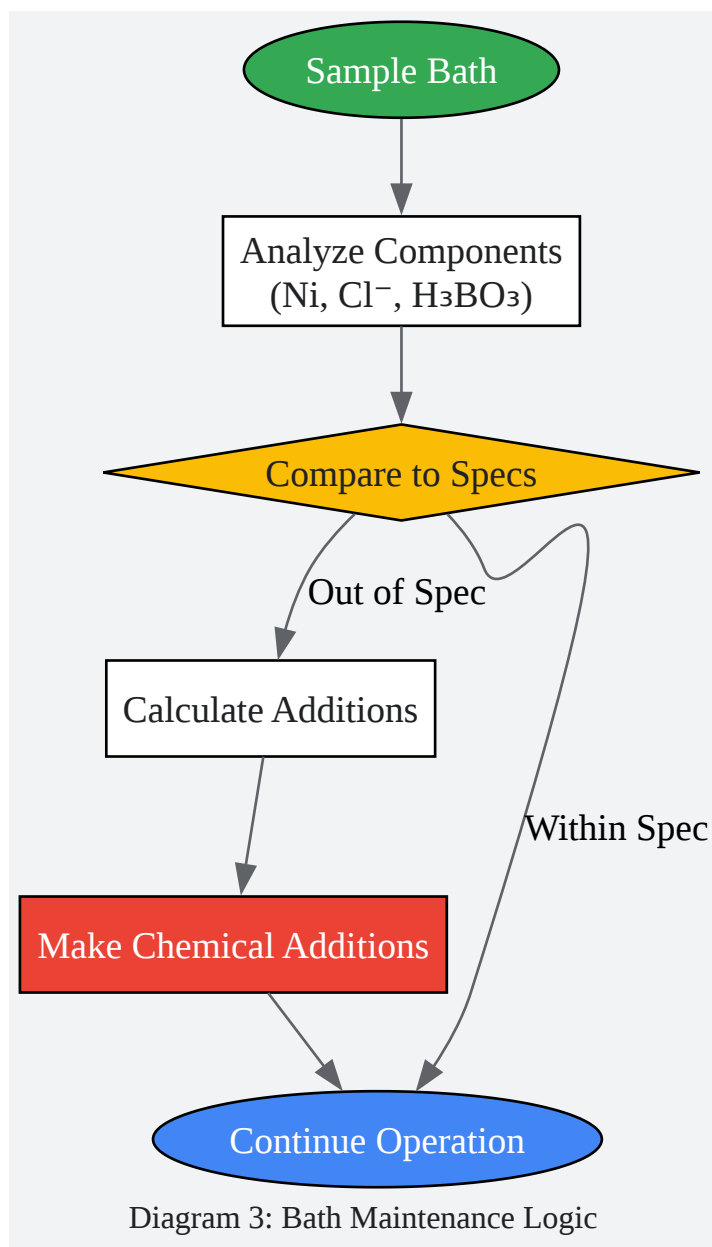 Sample Bath
Analyze Components
(Ni, Cl⁻, H₃BO₃)
Compare to Specs
Out of Spec
Calculate Additions
Within Spec
Make Chemical Additions
Continue Operation
Diagram 3: Bath Maintenance Logic